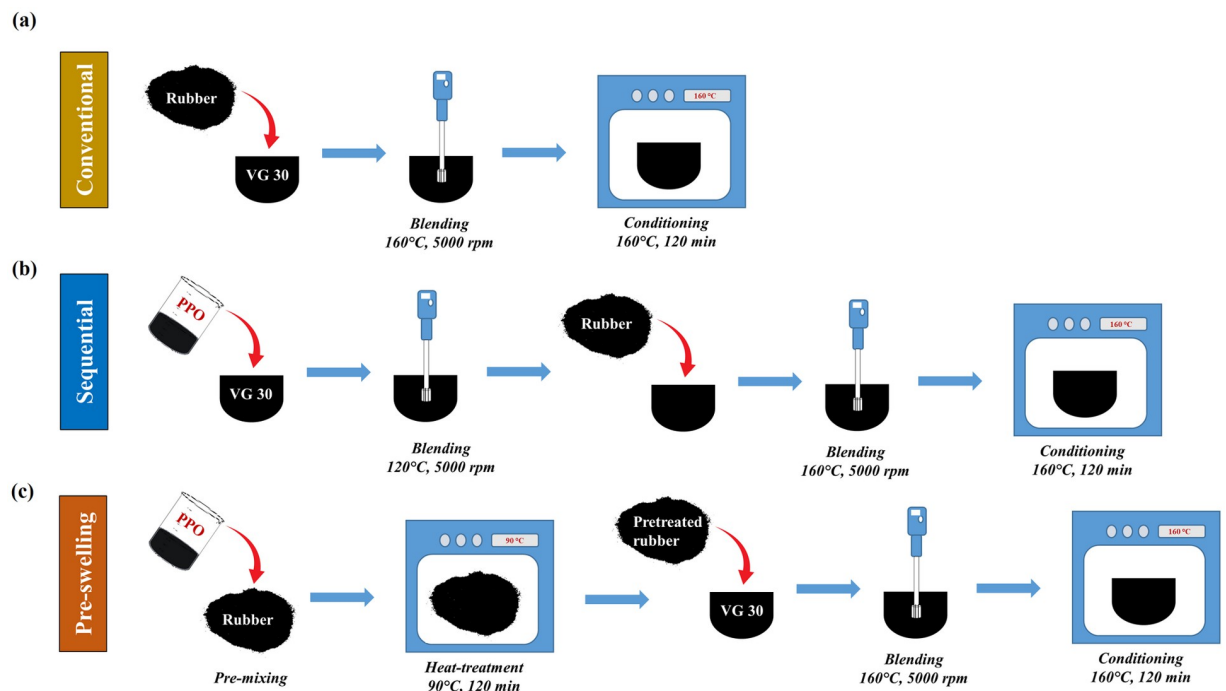 (a)
Conventional
Rubber
VG 30
160 °C
Blending
160°C, 5000 rpm
Conditioning
160°C, 120 min
(b)
Sequential
PPO
VG 30
Rubber
160 °C
Blending
120°C, 5000 rpm
Blending
160°C, 5000 rpm
Conditioning
160°C, 120 min
(c)
Pre-swelling
PPO
Rubber
90 °C
Pretreated
rubber
VG 30
160 °C
Pre-mixing
Heat-treatment
90°C, 120 min
Blending
160°C, 5000 rpm
Conditioning
160°C, 120 min